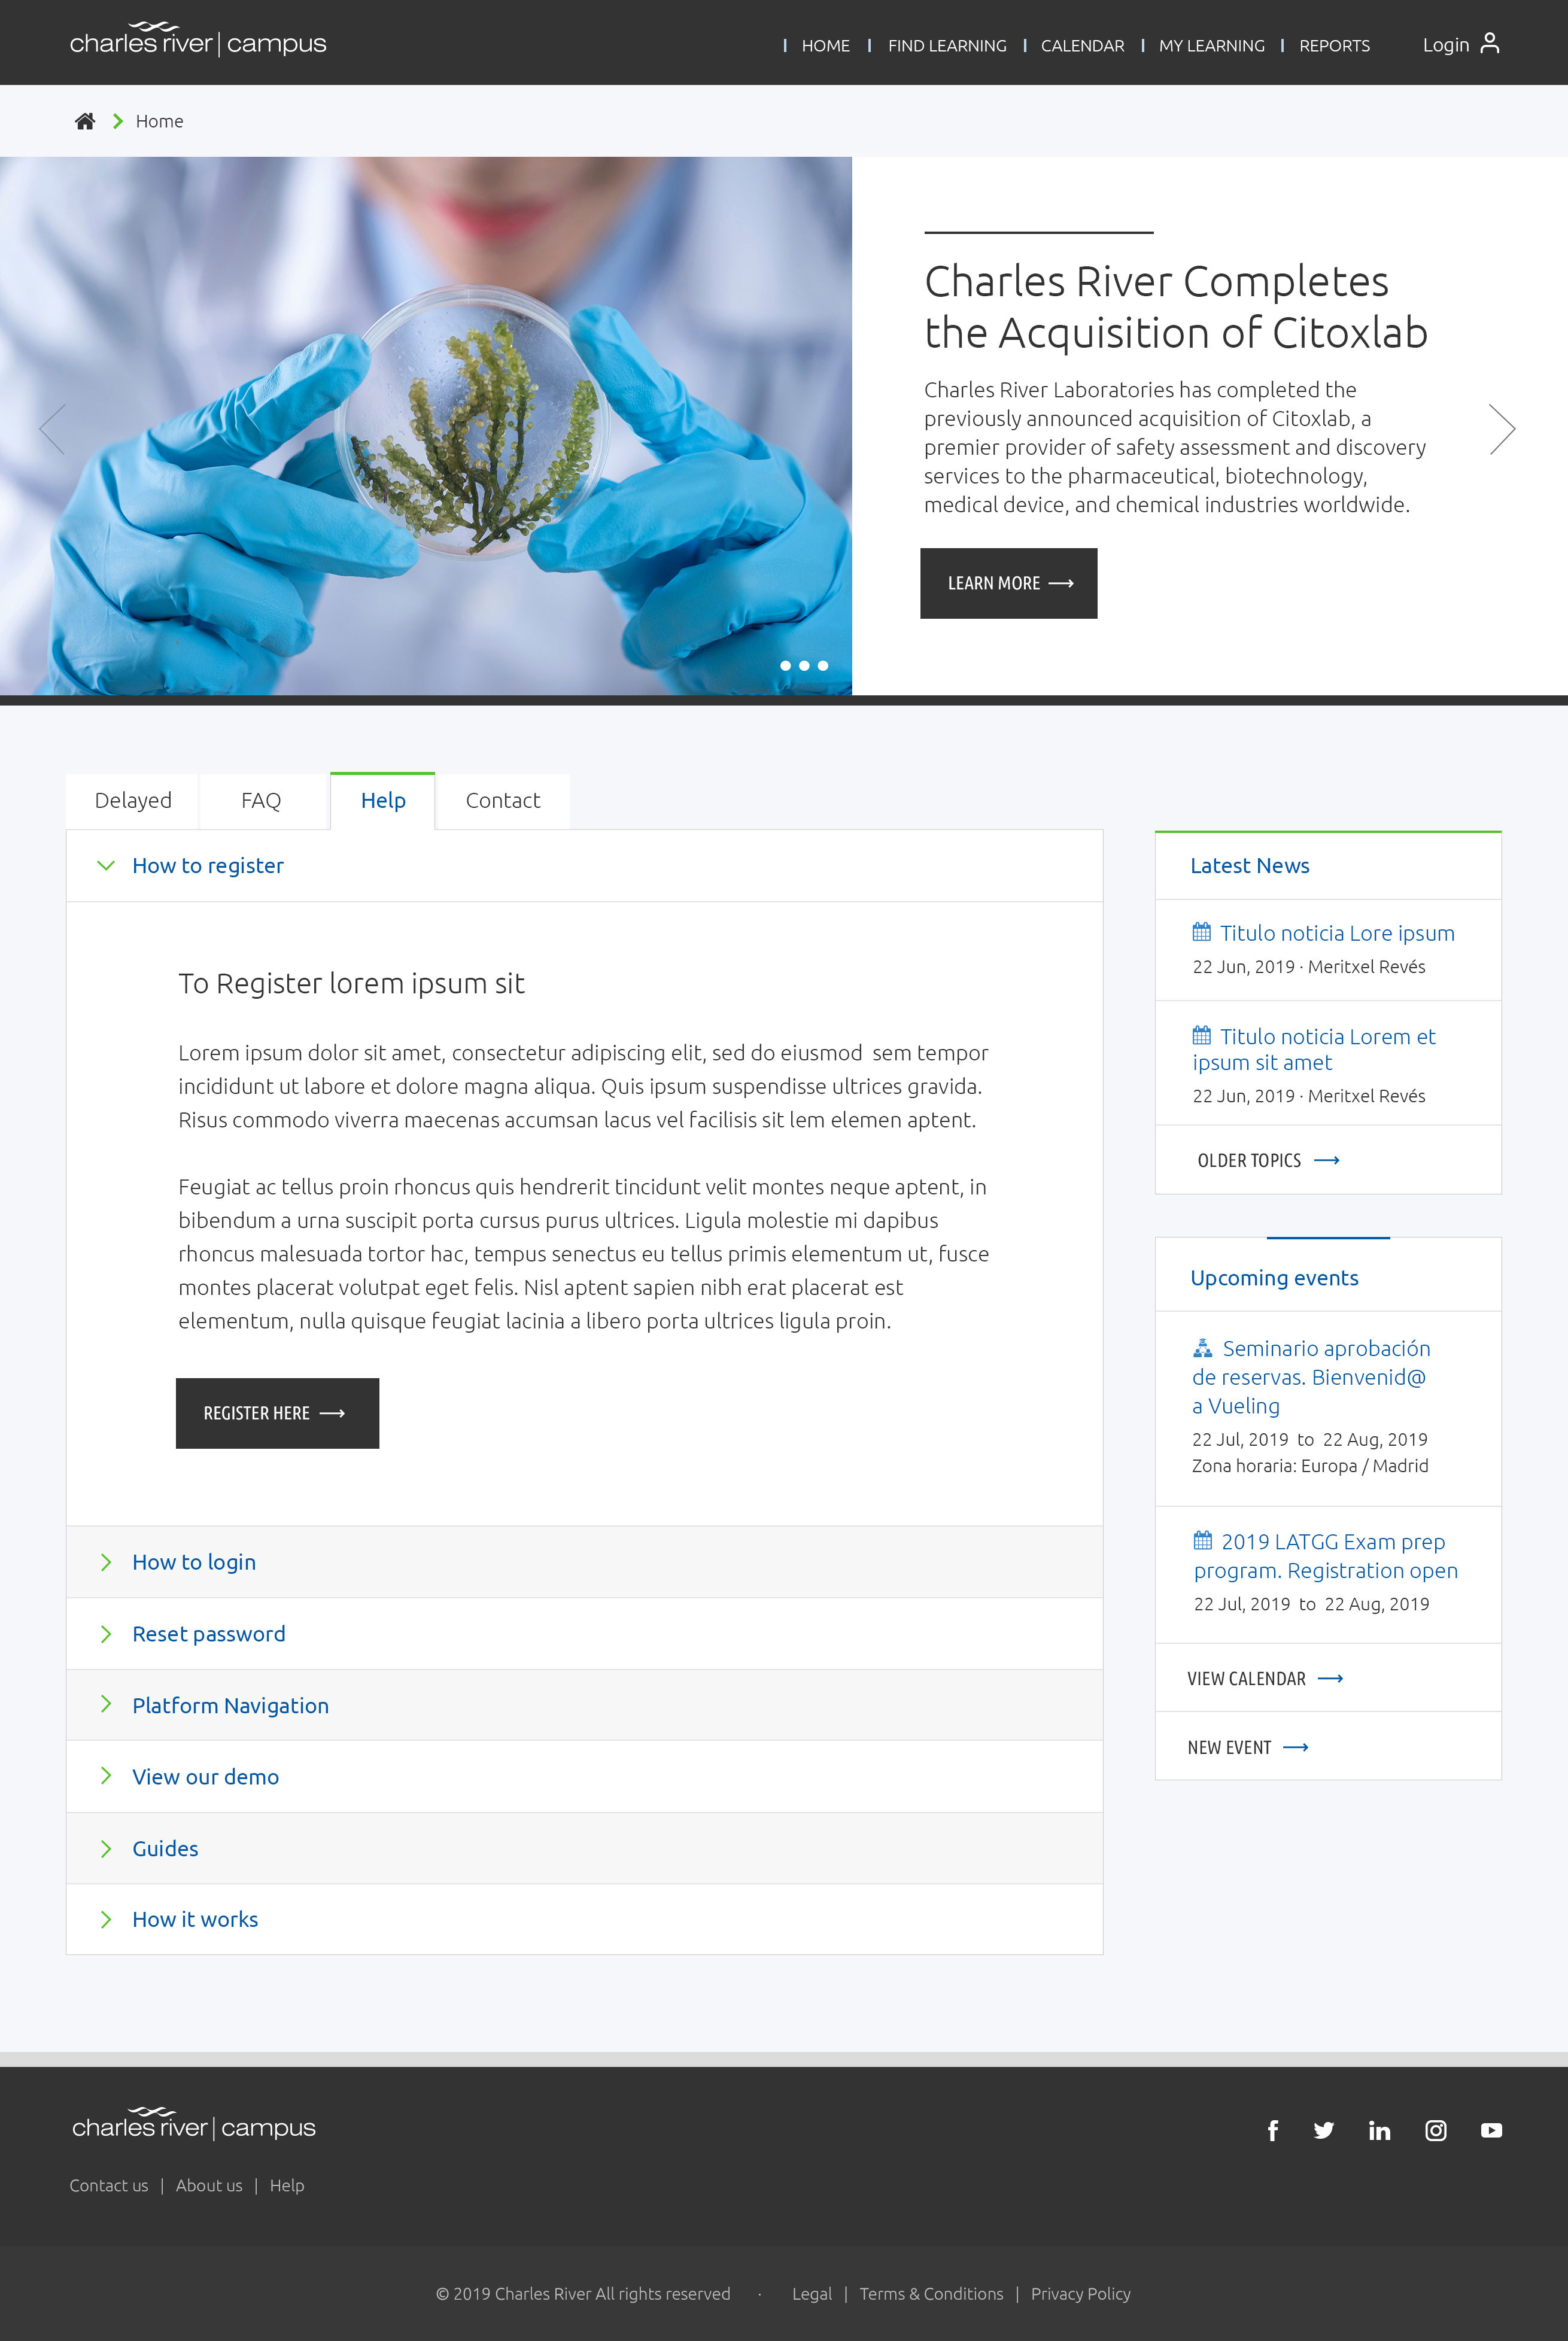 charles river | campus
HOME
FIND LEARNING
CALENDAR
MY LEARNING
REPORTS
Login
Home
Charles River Completes
the Acquisition of Citoxlab
Charles River Laboratories has completed the
previously announced acquisition of Citoxlab, a
premier provider of safety assessment and discovery
services to the pharmaceutical, biotechnology,
medical device, and chemical industries worldwide.
LEARN MORE
Delayed
FAQ
Help
Contact
How to register
To Register lorem ipsum sit
Lorem ipsum dolor sit amet, consectetur adipiscing elit, sed do eiusmod sem tempor
incididunt ut labore et dolore magna aliqua. Quis ipsum suspendisse ultrices gravida.
Risus commodo viverra maecenas accumsan lacus vel facilisis sit lem elemen aptent.
Feugiat ac tellus proin rhoncus quis hendrerit tincidunt velit montes neque aptent, in
bibendum a urna suscipit porta cursus purus ultrices. Ligula molestie mi dapibus
rhoncus malesuada tortor hac, tempus senectus eu tellus primis elementum ut, fusce
montes placerat volutpat eget felis. Nisl aptent sapien nibh erat placerat est
elementum, nulla quisque feugiat lacinia a libero porta ultrices ligula proin.
REGISTER HERE
How to login
Reset password
Platform Navigation
View our demo
Guides
How it works
Latest News
Titulo noticia Lore ipsum
22 Jun, 2019 · Meritxel Revés
Titulo noticia Lorem et
ipsum sit amet
22 Jun, 2019 · Meritxel Revés
OLDER TOPICS
Upcoming events
Seminario aprobación
de reservas. Bienvenid@
a Vueling
22 Jul, 2019 to 22 Aug, 2019
Zona horaria: Europa / Madrid
2019 LATGG Exam prep
program. Registration open
22 Jul, 2019 to 22 Aug, 2019
VIEW CALENDAR
NEW EVENT
charles river | campus
Contact us | About us | Help
© 2019 Charles River All rights reserved · Legal | Terms & Conditions | Privacy Policy